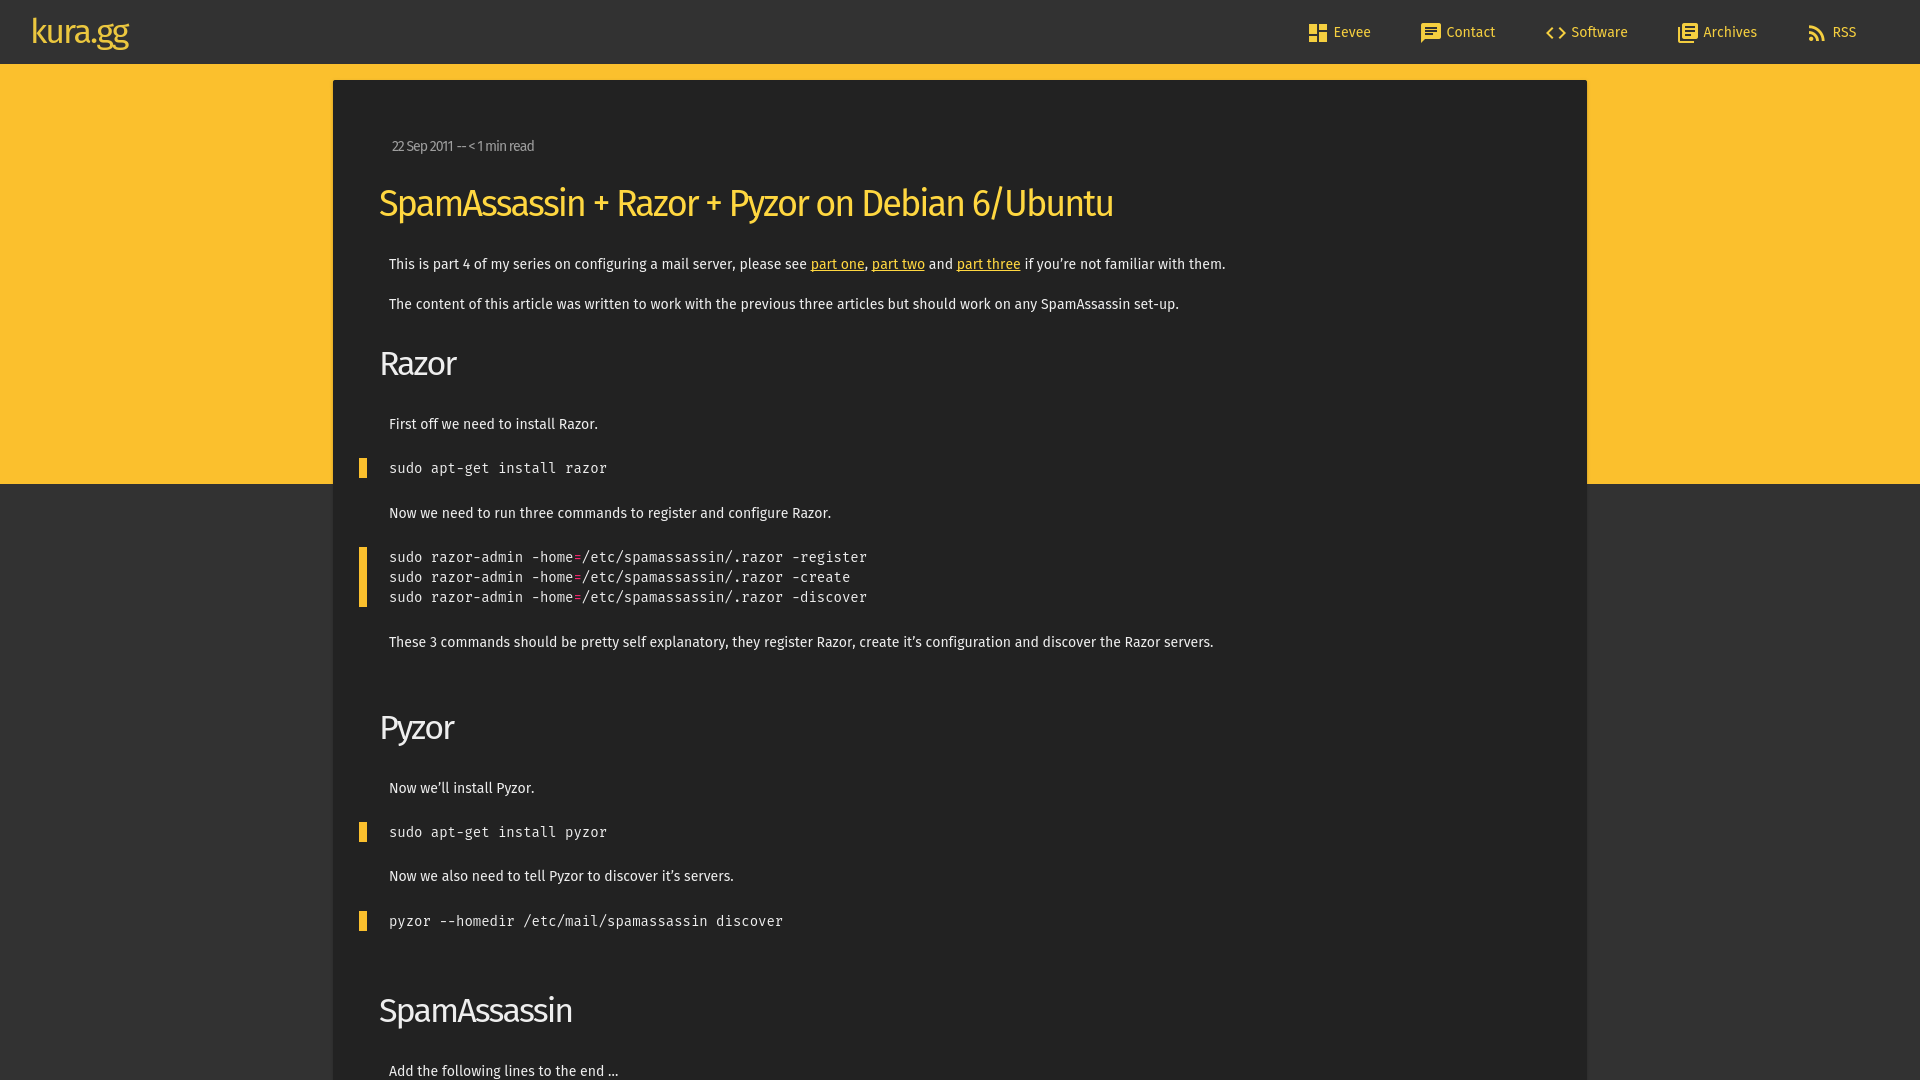 kura.gg
Eevee
Contact
Software
Archives
RSS
22 Sep 2011 -- < 1 min read
SpamAssassin + Razor + Pyzor on Debian 6/Ubuntu
This is part 4 of my series on configuring a mail server, please see part one, part two and part three if you’re not familiar with them.
The content of this article was written to work with the previous three articles but should work on any SpamAssassin set-up.
Razor
First off we need to install Razor.
sudo apt-get install razor
Now we need to run three commands to register and configure Razor.
sudo razor-admin -home=/etc/spamassassin/.razor -register
sudo razor-admin -home=/etc/spamassassin/.razor -create
sudo razor-admin -home=/etc/spamassassin/.razor -discover
These 3 commands should be pretty self explanatory, they register Razor, create it’s configuration and discover the Razor servers.
Pyzor
Now we’ll install Pyzor.
sudo apt-get install pyzor
Now we also need to tell Pyzor to discover it’s servers.
pyzor --homedir /etc/mail/spamassassin discover
SpamAssassin
Add the following lines to the end …